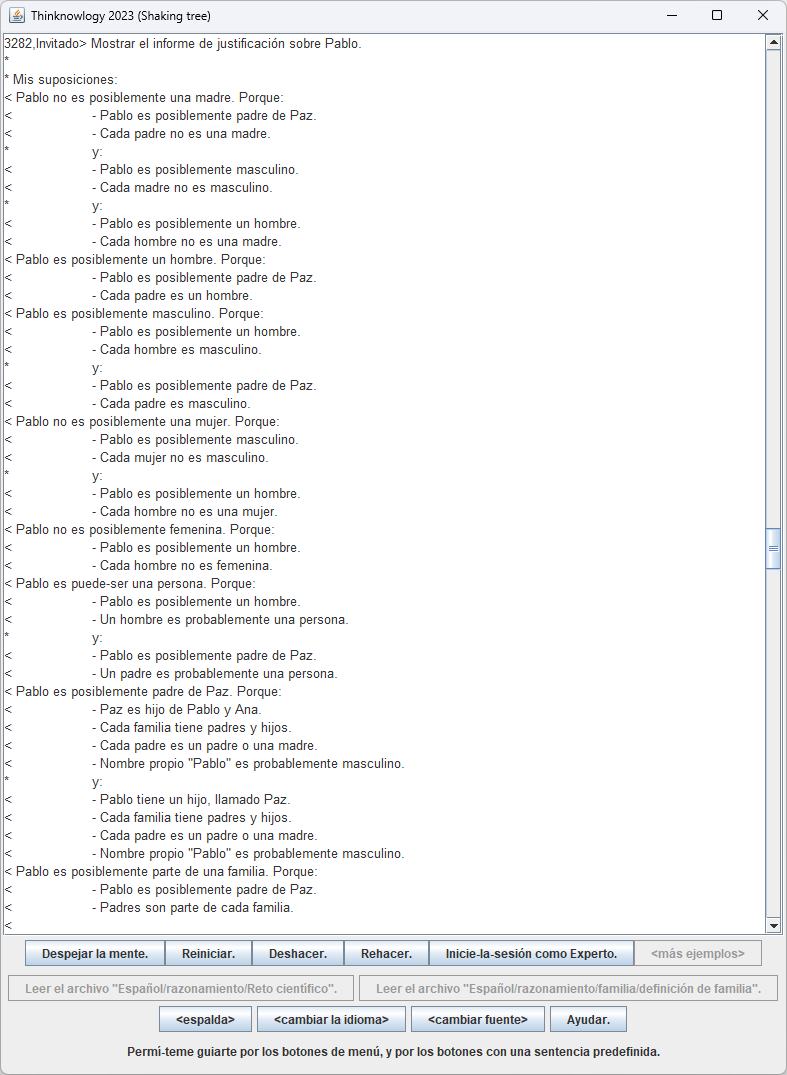 Thinknowlogy 2023 (Shaking tree)
3282,Invitado> Mostrar el informe de justificación sobre Pablo.
*
* Mis suposiciones:
< Pablo no es posiblemente una madre. Porque:
< - Pablo es posiblemente padre de Paz.
< - Cada padre no es una madre.
* y:
< - Pablo es posiblemente masculino.
< - Cada madre no es masculino.
* y:
< - Pablo es posiblemente un hombre.
< - Cada hombre no es una madre.
< Pablo es posiblemente un hombre. Porque:
< - Pablo es posiblemente padre de Paz.
< - Cada padre es un hombre.
< Pablo es posiblemente masculino. Porque:
< - Pablo es posiblemente un hombre.
< - Cada hombre es masculino.
* y:
< - Pablo es posiblemente padre de Paz.
< - Cada padre es masculino.
< Pablo no es posiblemente una mujer. Porque:
< - Pablo es posiblemente masculino.
< - Cada mujer no es masculino.
* y:
< - Pablo es posiblemente un hombre.
< - Cada hombre no es una mujer.
< Pablo no es posiblemente femenina. Porque:
< - Pablo es posiblemente un hombre.
< - Cada hombre no es femenina.
< Pablo es puede-ser una persona. Porque:
< - Pablo es posiblemente un hombre.
< - Un hombre es probablemente una persona.
* y:
< - Pablo es posiblemente padre de Paz.
< - Un padre es probablemente una persona.
< Pablo es posiblemente padre de Paz. Porque:
< - Paz es hijo de Pablo y Ana.
< - Cada familia tiene padres y hijos.
< - Cada padre es un padre o una madre.
< - Nombre propio "Pablo" es probablemente masculino.
* y:
< - Pablo tiene un hijo, llamado Paz.
< - Cada familia tiene padres y hijos.
< - Cada padre es un padre o una madre.
< - Nombre propio "Pablo" es probablemente masculino.
< Pablo es posiblemente parte de una familia. Porque:
< - Pablo es posiblemente padre de Paz.
< - Padres son parte de cada familia.
<
Despejar la mente. Reiniciar. Deshacer. Rehacer. Inicie-la-sesión como Experto. <más ejemplos>
Leer el archivo "Español/razonamiento/Reto científico". Leer el archivo "Español/razonamiento/familia/definición de familia".
<espalda> <cambiar la idioma> <cambiar fuente> Ayudar.
Permí-teme guiarte por los botones de menú, y por los botones con una sentencia predefinida.